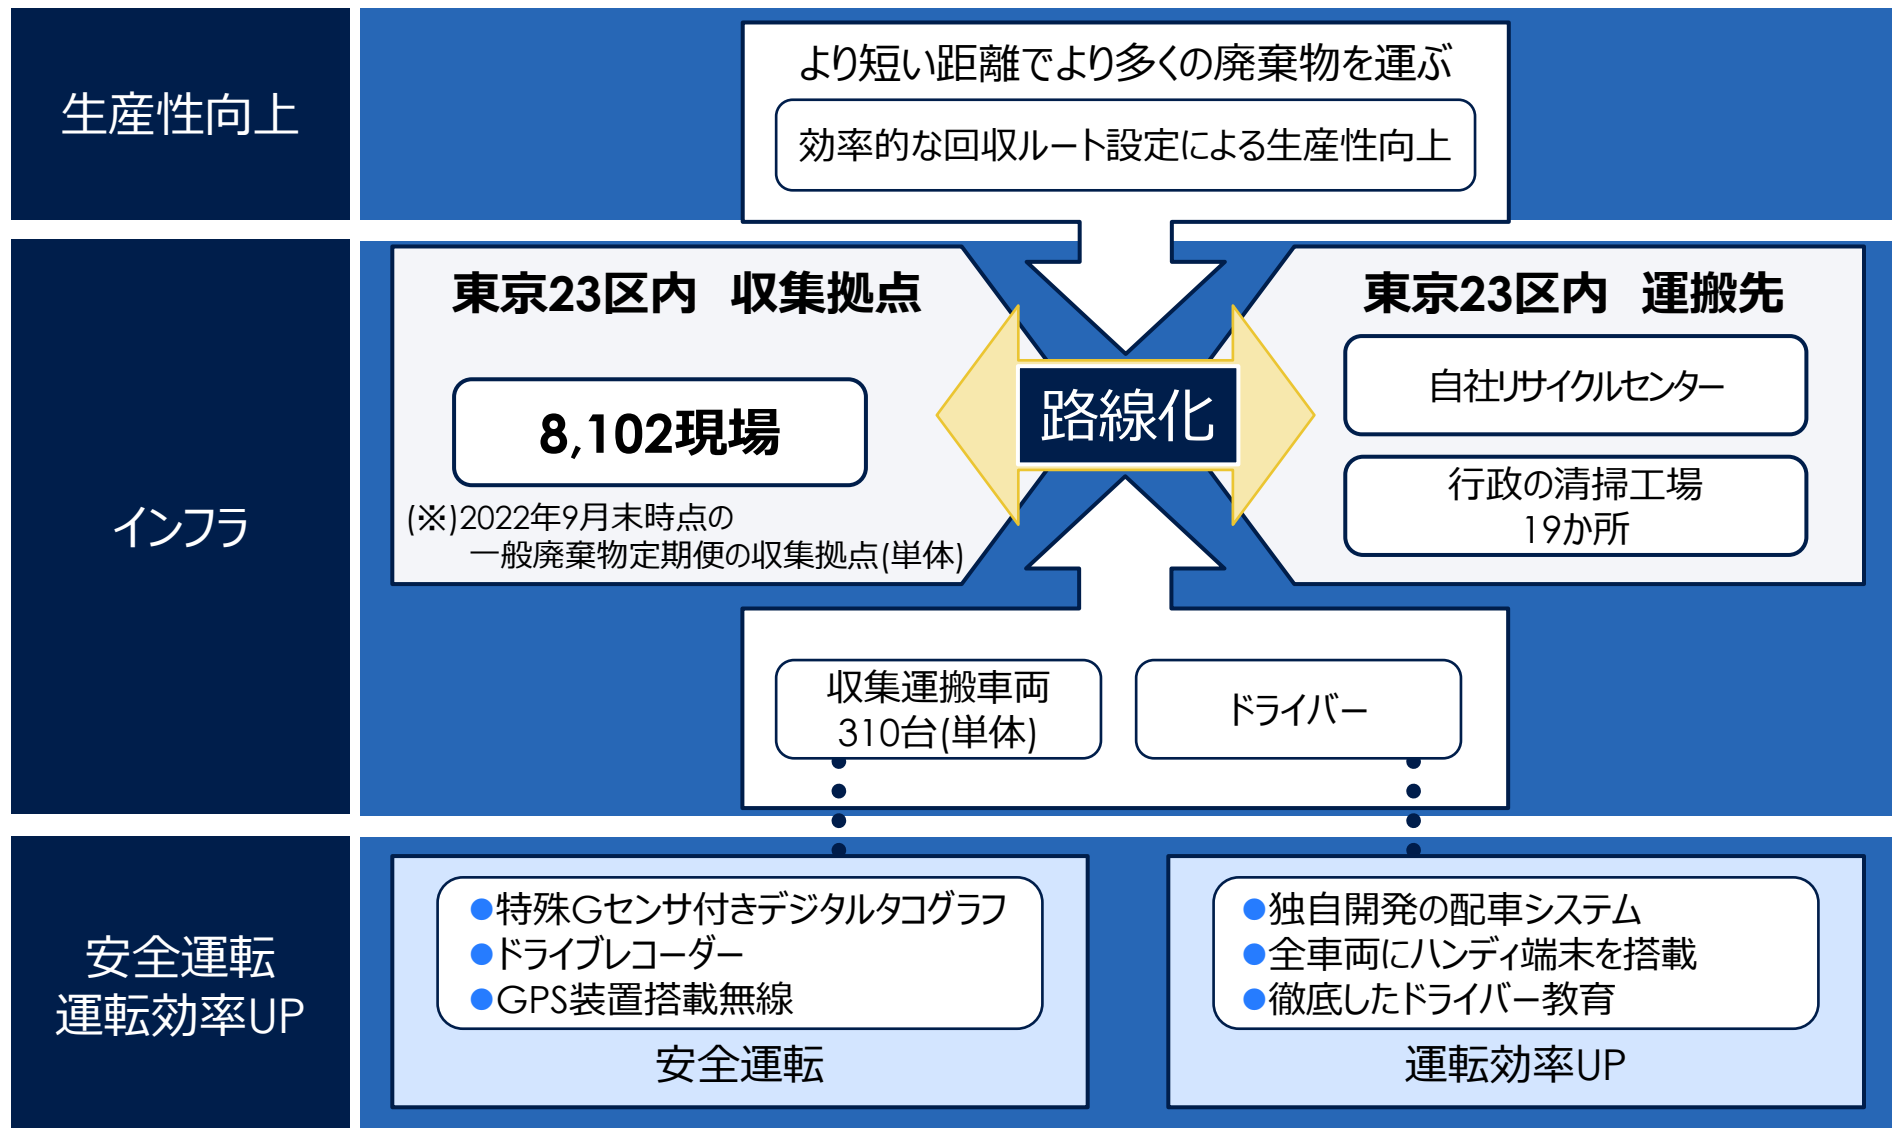 生産性向上
より短い距離でより多くの廃棄物を運ぶ
効率的な回収ルート設定による生産性向上
インフラ
東京23区内　収集拠点
8,102現場
(※)2022年9月末時点の
一般廃棄物定期便の収集拠点(単体)
路線化
東京23区内　運搬先
自社リサイクルセンター
行政の清掃工場
19か所
収集運搬車両
310台(単体)
ドライバー
安全運転
運転効率UP
●特殊Gセンサ付きデジタルタコグラフ
●ドライブレコーダー
●GPS装置搭載無線
安全運転
●独自開発の配車システム
●全車両にハンディ端末を搭載
●徹底したドライバー教育
運転効率UP